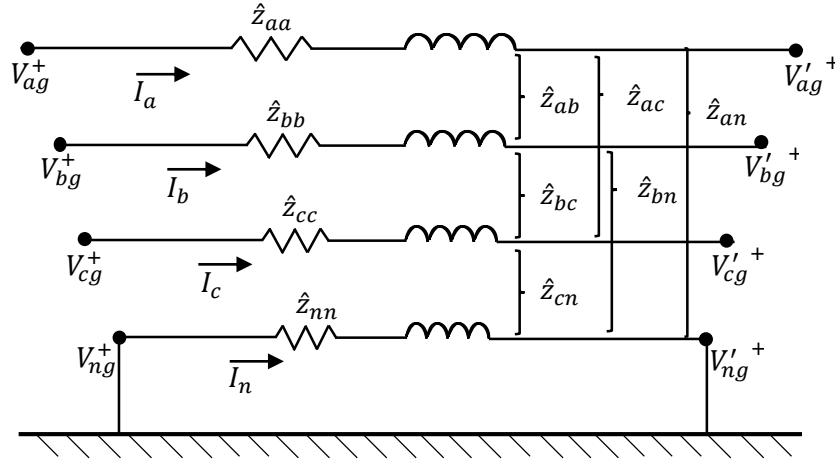 ẑ_aa
V_ag^+ I_a ẑ_ab ẑ_ac ẑ_an V′_ag^+
ẑ_bb
V_bg^+ I_b ẑ_bc ẑ_bn V′_bg^+
ẑ_cc
V_cg^+ I_c ẑ_cn V′_cg^+
ẑ_nn
V_ng^+ I_n V′_ng^+